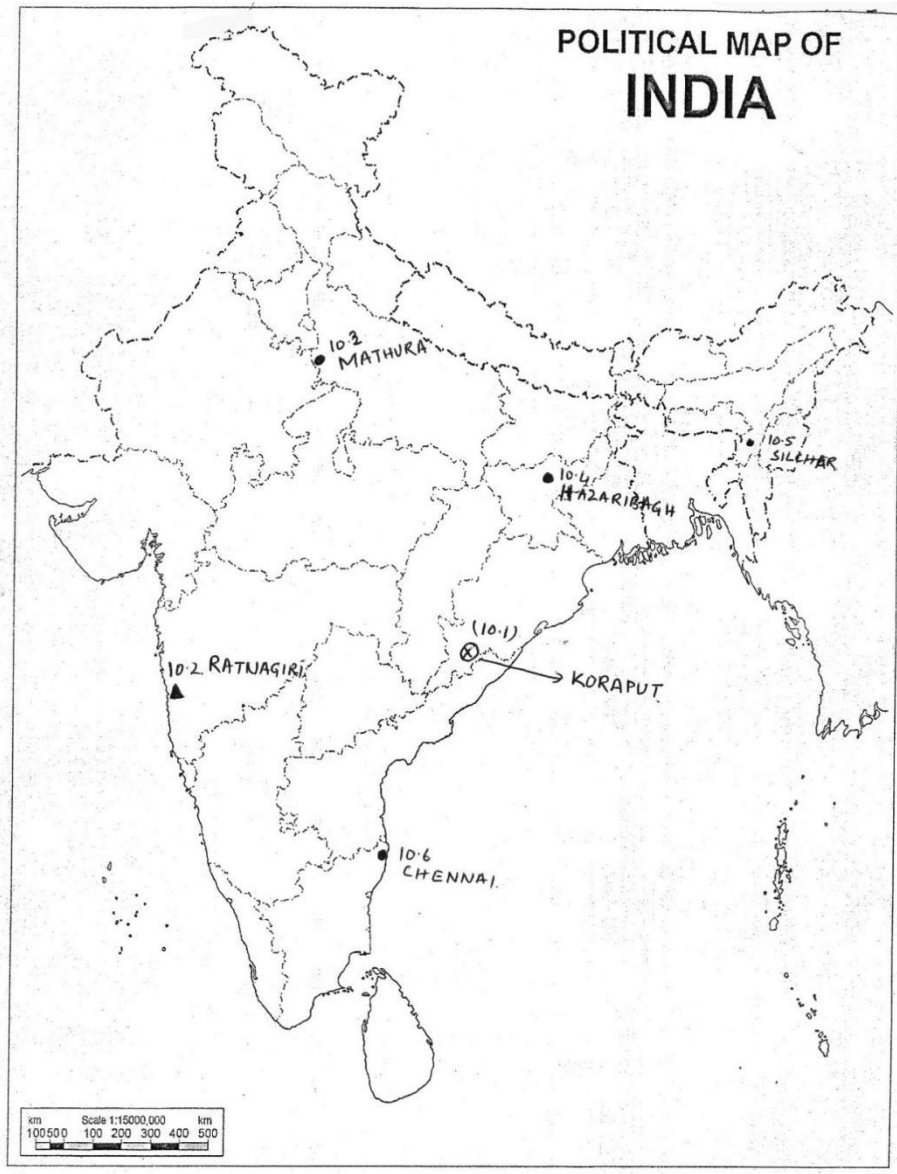 POLITICAL MAP OF
INDIA
10.3
MATHURA
10.5
SILCHAR
10.4
HAZARIBAGH
(10.1)
KORAPUT
10.2 RATNAGIRI
10.6
CHENNAI.
km Scale 1:15000,000 km
100500 100 200 300 400 500